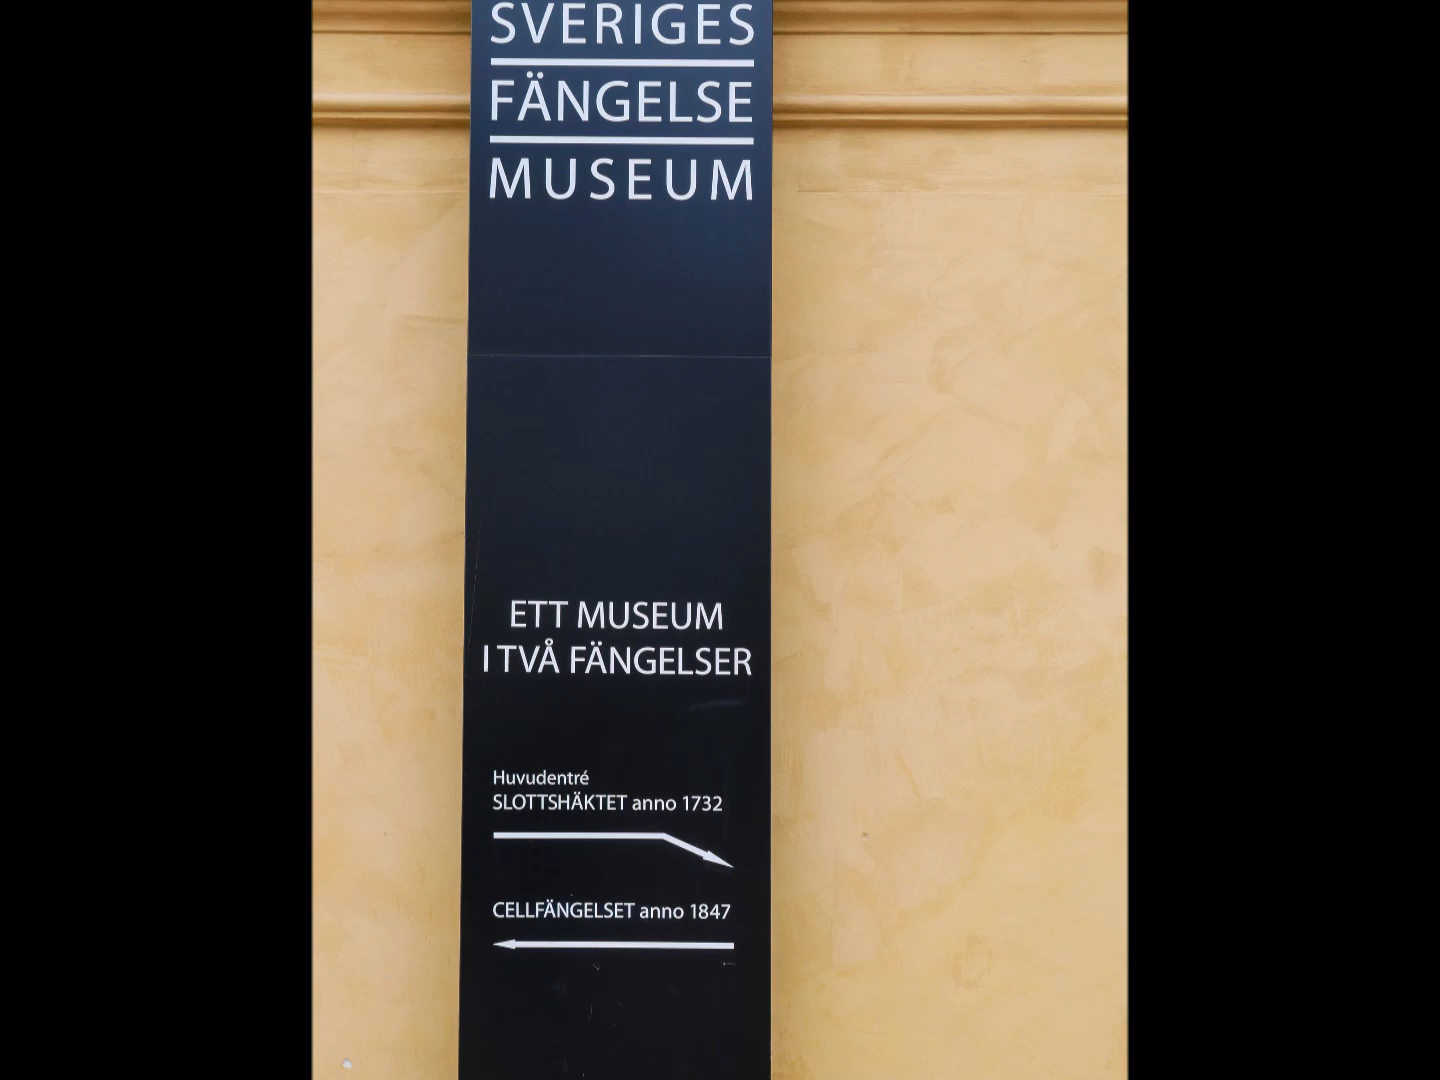 SVERIGES
FÄNGELSE
MUSEUM
ETT MUSEUM
I TVÅ FÄNGELSER
Huvudentré
SLOTTSHÄKTET anno 1732
CELLFÄNGELSET anno 1847